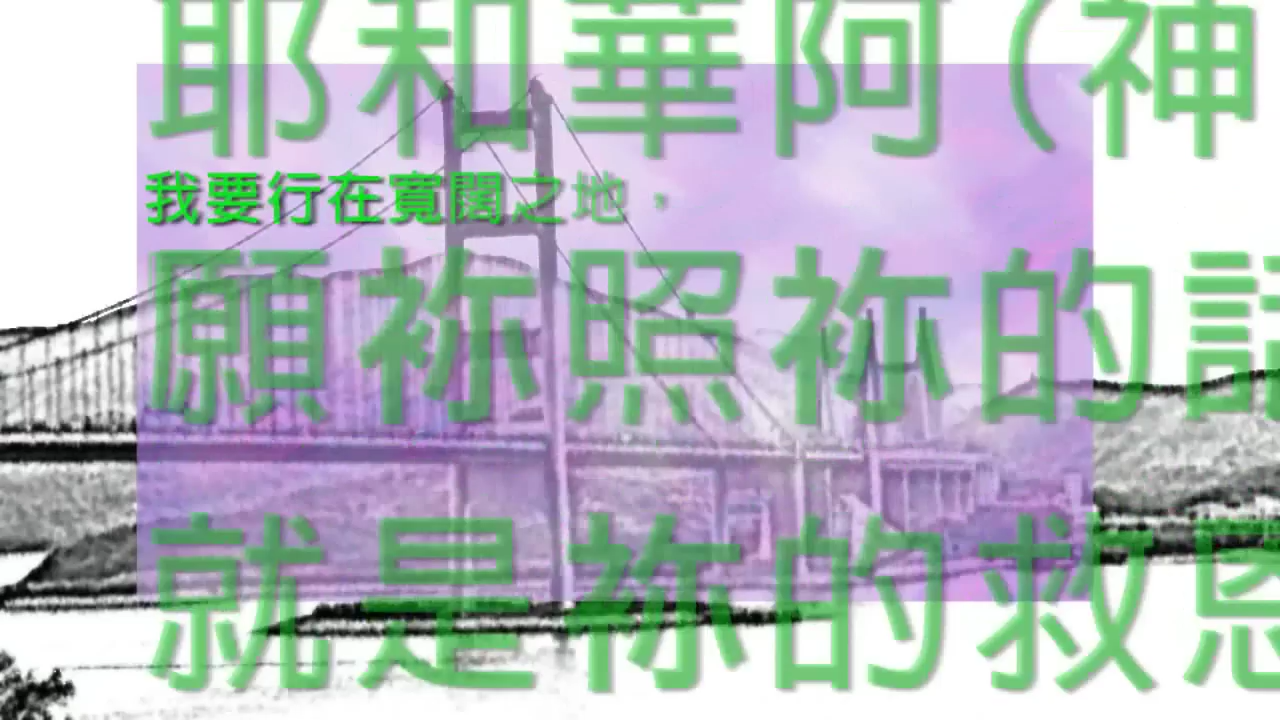 耶和華阿(神
我要行在寬闊之地，
願祢照祢的話
就是祢的救恩